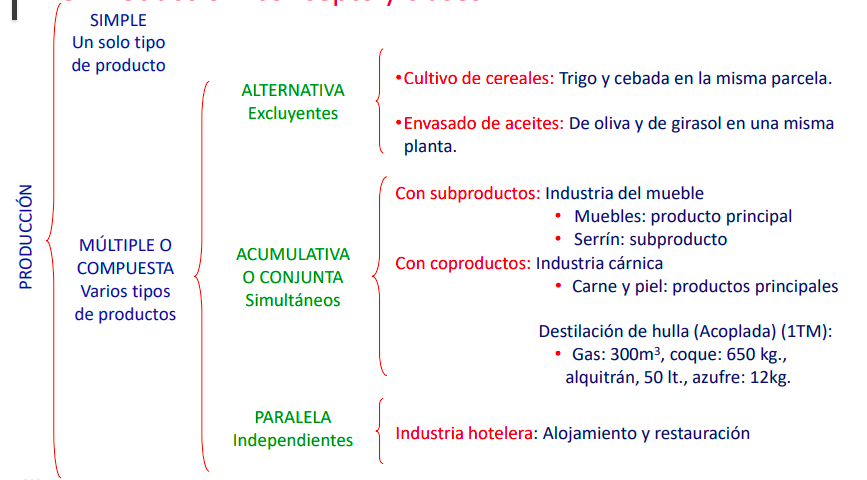 SIMPLE
Un solo tipo
de producto
PRODUCCIÓN
MÚLTIPLE O
COMPUESTA
Varios tipos
de productos
ALTERNATIVA
Excluyentes
•Cultivo de cereales: Trigo y cebada en la misma parcela.
•Envasado de aceites: De oliva y de girasol en una misma
planta.
ACUMULATIVA
O CONJUNTA
Simultáneos
Con subproductos: Industria del mueble
• Muebles: producto principal
• Serrín: subproducto
Con coproductos: Industria cárnica
• Carne y piel: productos principales
Destilación de hulla (Acoplada) (1TM):
• Gas: 300m³, coque: 650 kg.,
alquitrán, 50 lt., azufre: 12kg.
PARALELA
Independientes
Industria hotelera: Alojamiento y restauración